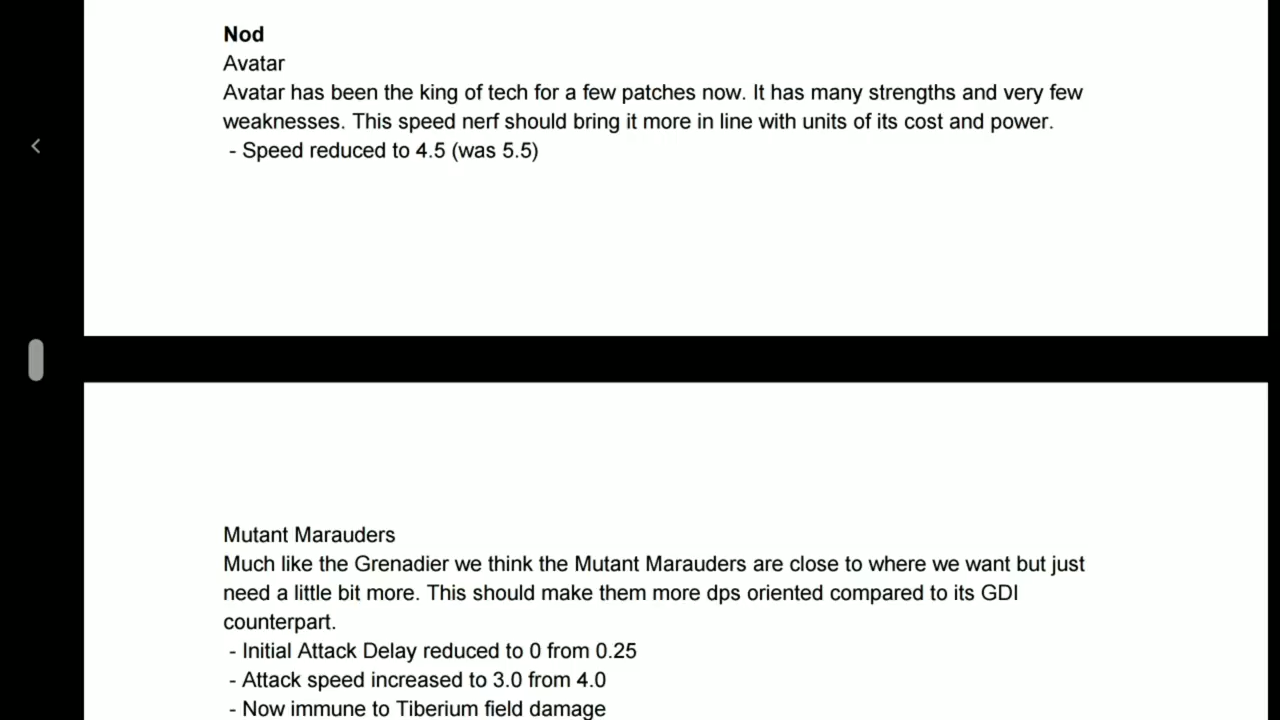 Nod
Avatar
Avatar has been the king of tech for a few patches now. It has many strengths and very few
weaknesses. This speed nerf should bring it more in line with units of its cost and power.
- Speed reduced to 4.5 (was 5.5)
Mutant Marauders
Much like the Grenadier we think the Mutant Marauders are close to where we want but just
need a little bit more. This should make them more dps oriented compared to its GDI
counterpart.
- Initial Attack Delay reduced to 0 from 0.25
- Attack speed increased to 3.0 from 4.0
- Now immune to Tiberium field damage